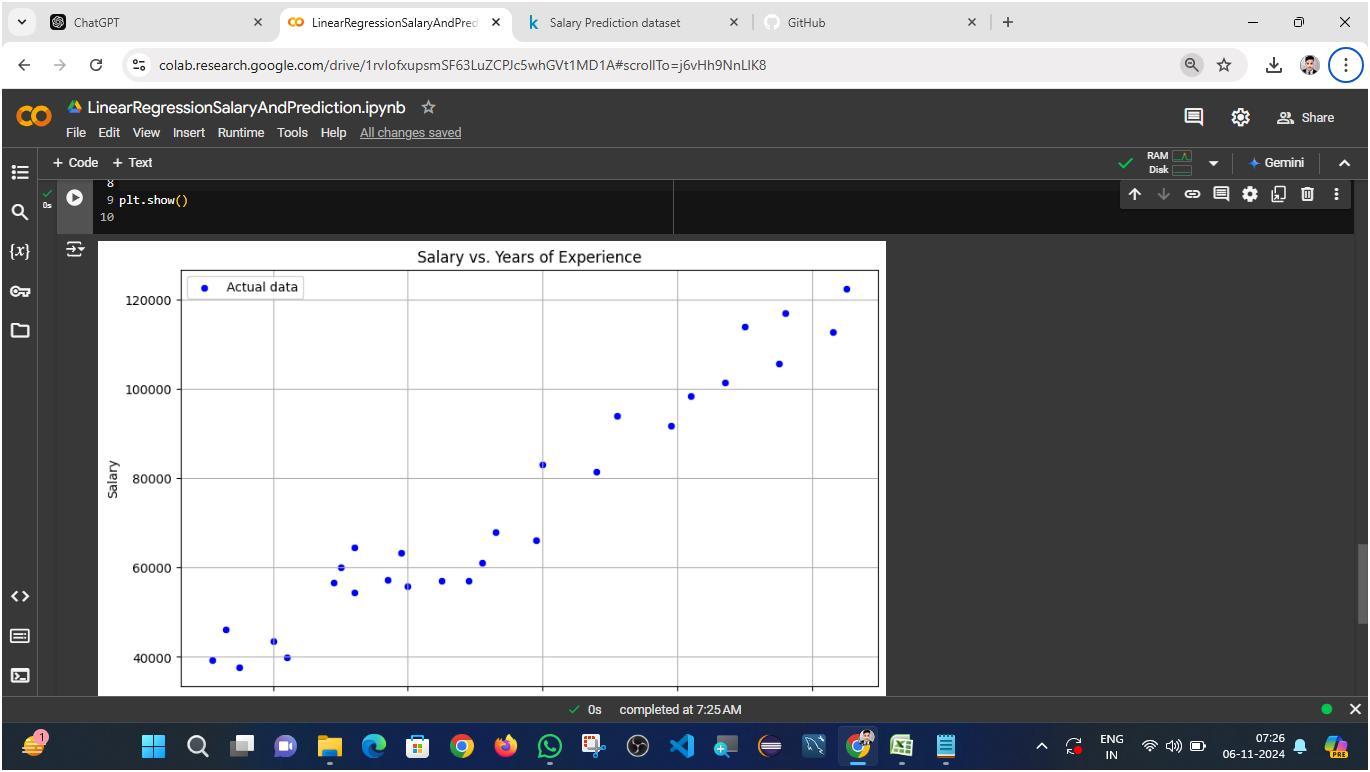 ChatGPT
LinearRegressionSalaryAndPred
Salary Prediction dataset
GitHub
colab.research.google.com/drive/1rvIofxupsmSF63LuZCPJc5whGVt1MD1A#scrollTo=j6vHh9NnLIK8
LinearRegressionSalaryAndPrediction.ipynb
Share
File Edit View Insert Runtime Tools Help All changes saved
+ Code + Text
RAM
Disk
Gemini
8
0s
9 plt.show()
10
{x}
Salary vs. Years of Experience
Actual data
120000
100000
80000
60000
40000
Salary
0s completed at 7:25 AM
1
ENG
IN
07:26
06-11-2024
PRE